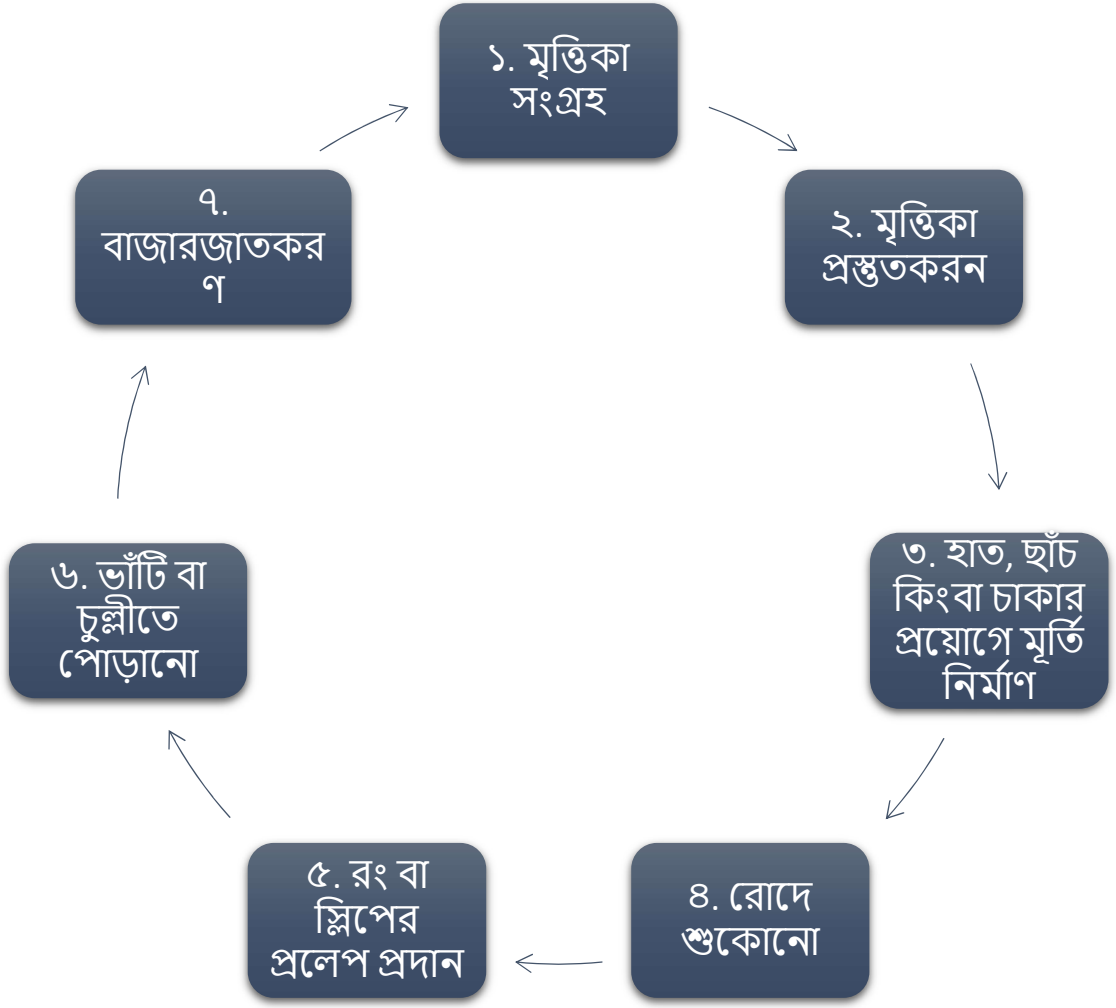 ১. মৃত্তিকা
সংগ্রহ
২. মৃত্তিকা
প্রস্তুতকরন
৩. হাত, ছাঁচ
কিংবা চাকার
প্রয়োগে মূর্তি
নির্মাণ
৪. রোদে
শুকোনো
৫. রং বা
স্লিপের
প্রলেপ প্রদান
৬. ভাঁটি বা
চুল্লীতে
পোড়ানো
৭.
বাজারজাতকর
ণ